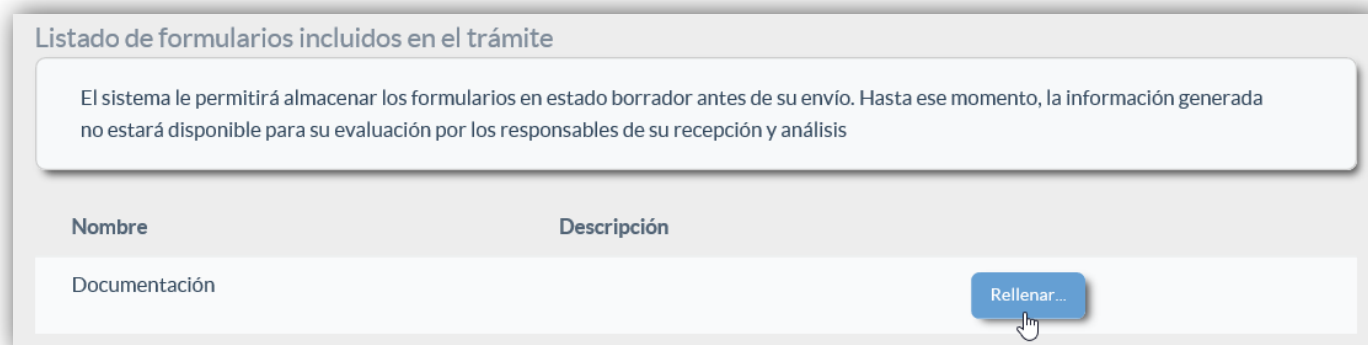 Listado de formularios incluidos en el trámite
El sistema le permitirá almacenar los formularios en estado borrador antes de su envío. Hasta ese momento, la información generada
no estará disponible para su evaluación por los responsables de su recepción y análisis
Nombre Descripción
Documentación Rellenar...